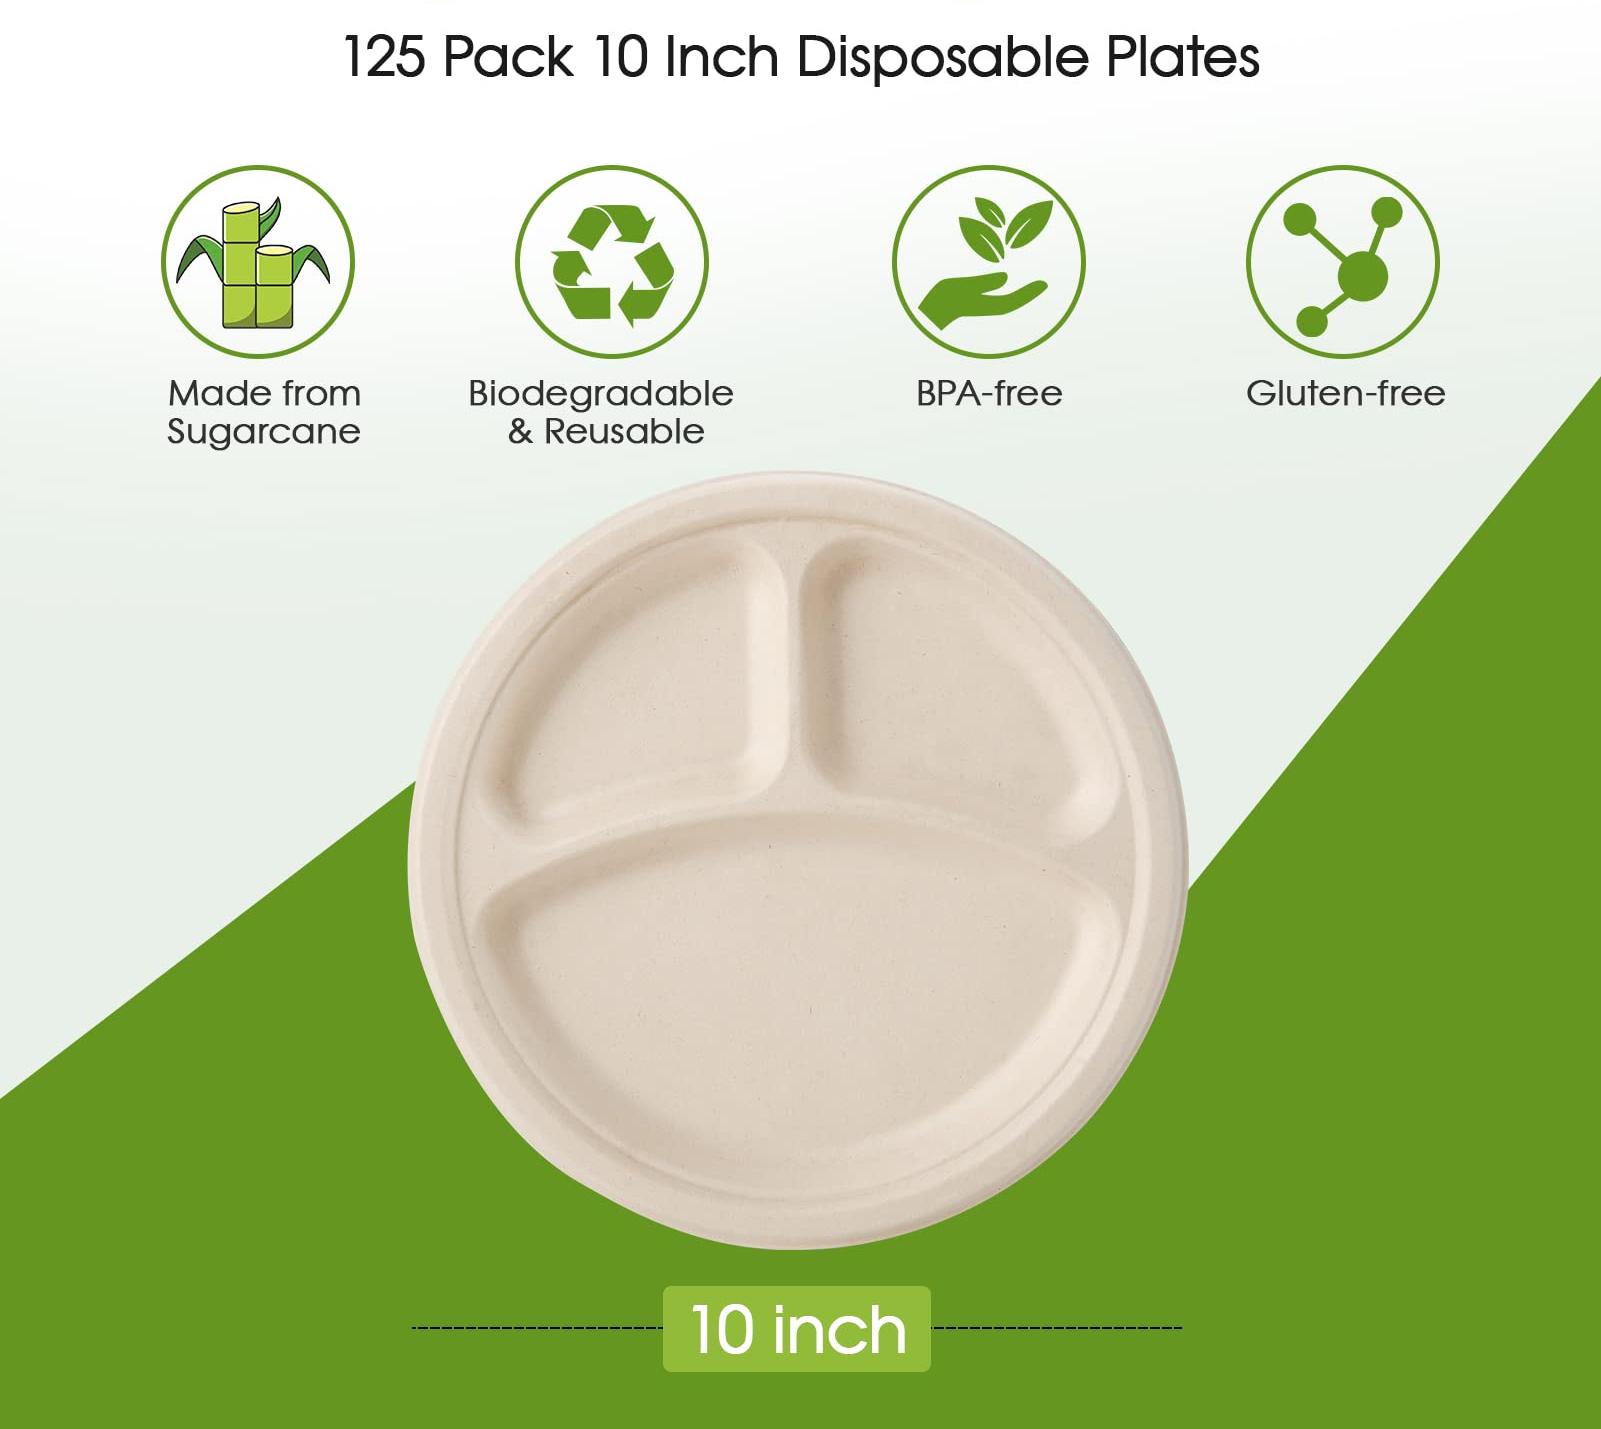 125 Pack 10 Inch Disposable Plates
Made from
Sugarcane
Biodegradable
& Reusable
BPA-free
Gluten-free
10 inch